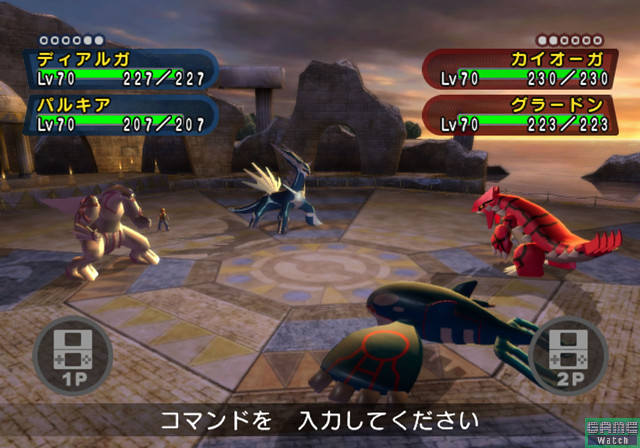 ディアルガ
Lv70 227/227
パルキア
Lv70 207/207
カイオーガ
Lv70 230/230
グラードン
Lv70 223/223
1P
2P
コマンドを 入力してください
GAME
Watch